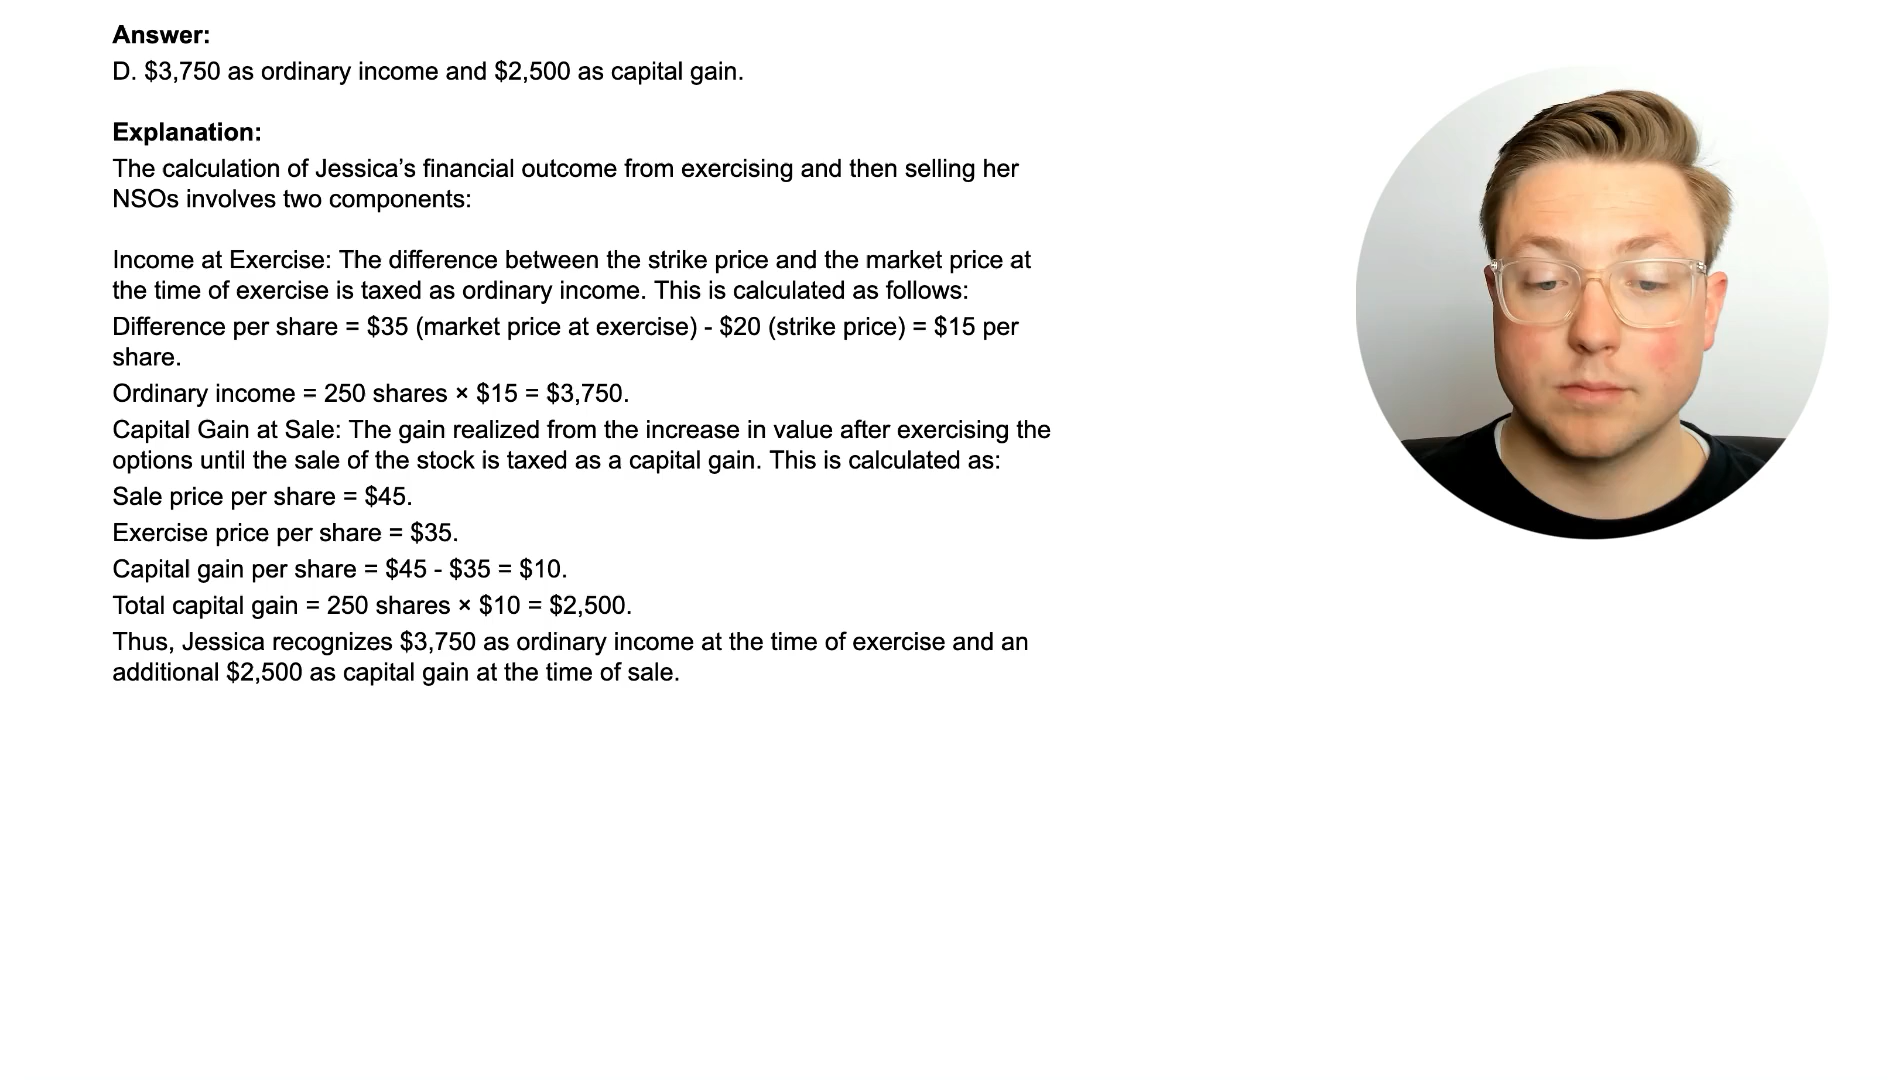 Answer:
D. $3,750 as ordinary income and $2,500 as capital gain.
Explanation:
The calculation of Jessica’s financial outcome from exercising and then selling her
NSOs involves two components:
Income at Exercise: The difference between the strike price and the market price at
the time of exercise is taxed as ordinary income. This is calculated as follows:
Difference per share = $35 (market price at exercise) - $20 (strike price) = $15 per
share.
Ordinary income = 250 shares × $15 = $3,750.
Capital Gain at Sale: The gain realized from the increase in value after exercising the
options until the sale of the stock is taxed as a capital gain. This is calculated as:
Sale price per share = $45.
Exercise price per share = $35.
Capital gain per share = $45 - $35 = $10.
Total capital gain = 250 shares × $10 = $2,500.
Thus, Jessica recognizes $3,750 as ordinary income at the time of exercise and an
additional $2,500 as capital gain at the time of sale.